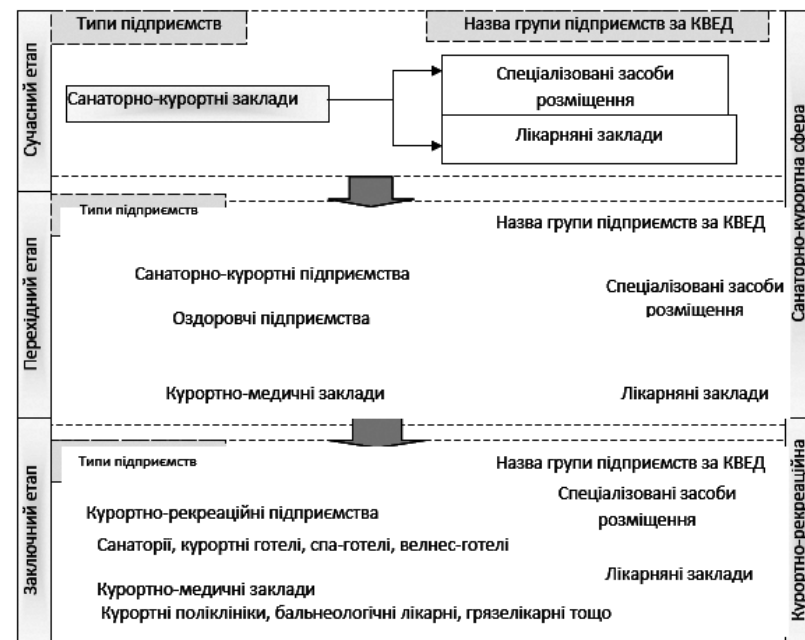 Типи підприємств
Назва групи підприємств за КВЕД
Сучасний етап
Санаторно-курортні заклади
Спеціалізовані засоби
розміщення
Лікарняні заклади
Санаторно-курортна сфера
Перехідний етап
Типи підприємств
Назва групи підприємств за КВЕД
Санаторно-курортні підприємства
Спеціалізовані засоби
розміщення
Оздоровчі підприємства
Курортно-медичні заклади
Лікарняні заклади
Заключний етап
Типи підприємств
Назва групи підприємств за КВЕД
Спеціалізовані засоби
розміщення
Курортно-рекреаційні підприємства
Санаторії, курортні готелі, спа-готелі, велнес-готелі
Лікарняні заклади
Курортно-медичні заклади
Курортні поліклініки, бальнеологічні лікарні, грязелікарні тощо
Курортно-рекреаційна